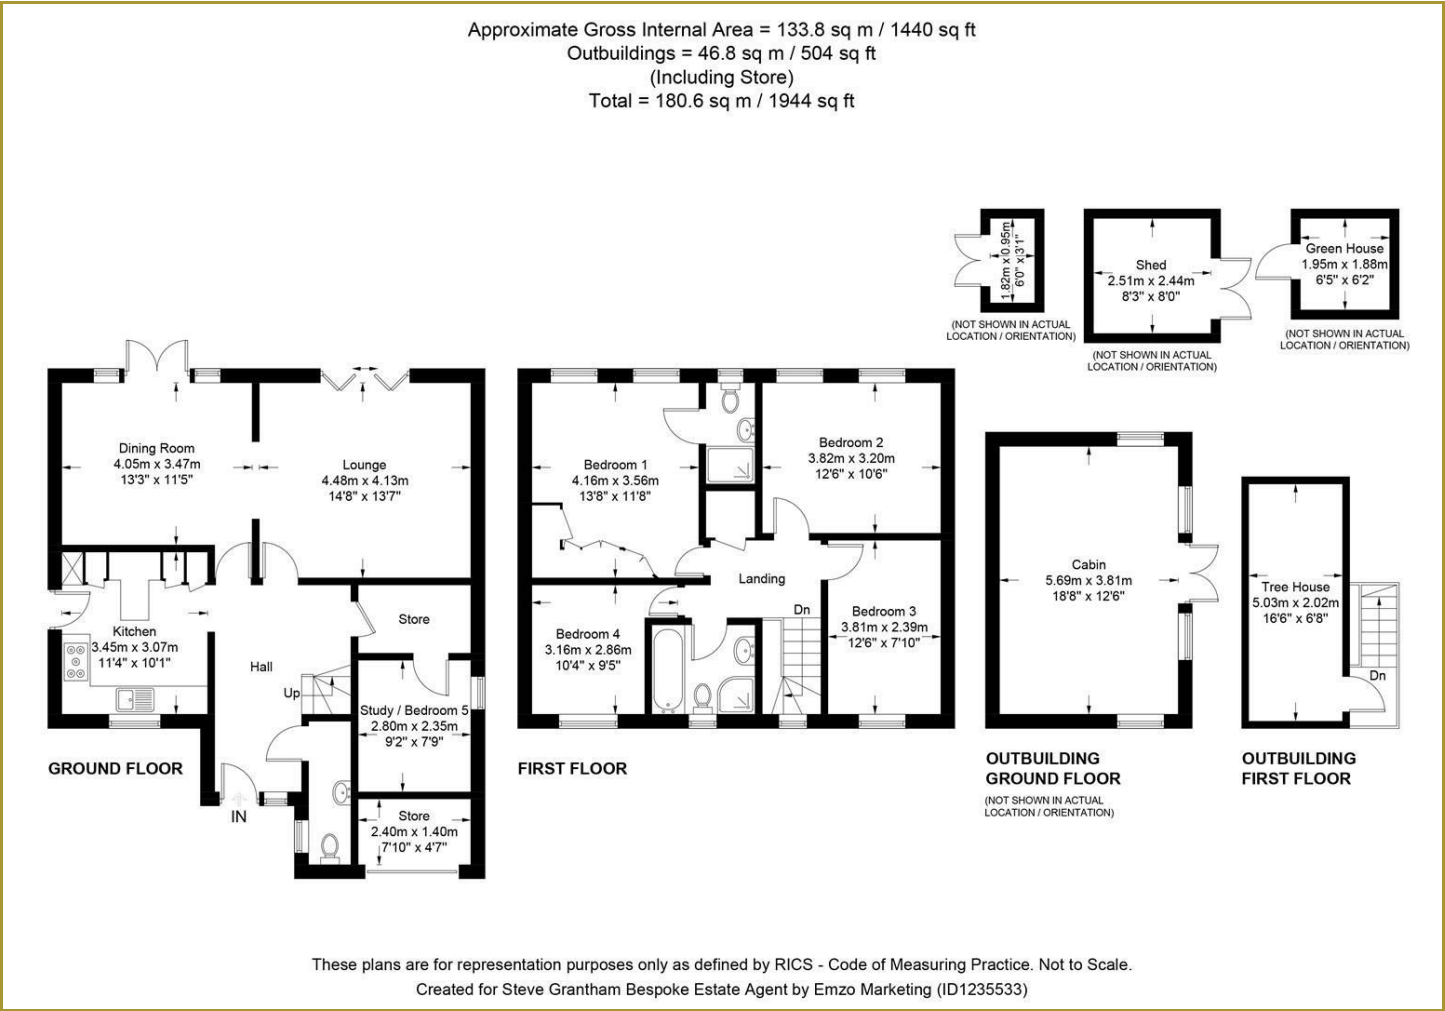 Approximate Gross Internal Area = 133.8 sq m / 1440 sq ft
Outbuildings = 46.8 sq m / 504 sq ft
(Including Store)
Total = 180.6 sq m / 1944 sq ft
1.82m x 0.95m
6'0" x 3'1"
(NOT SHOWN IN ACTUAL
LOCATION / ORIENTATION)
Shed
2.51m x 2.44m
8'3" x 8'0"
(NOT SHOWN IN ACTUAL
LOCATION / ORIENTATION)
Green House
1.95m x 1.88m
6'5" x 6'2"
(NOT SHOWN IN ACTUAL
LOCATION / ORIENTATION)
Dining Room
4.05m x 3.47m
13'3" x 11'5"
Lounge
4.48m x 4.13m
14'8" x 13'7"
Kitchen
3.45m x 3.07m
11'4" x 10'1"
Hall
Up
Store
Study / Bedroom 5
2.80m x 2.35m
9'2" x 7'9"
Store
2.40m x 1.40m
7'10" x 4'7"
IN
GROUND FLOOR
Bedroom 1
4.16m x 3.56m
13'8" x 11'8"
Bedroom 2
3.82m x 3.20m
12'6" x 10'6"
Landing
Dn
Bedroom 3
3.81m x 2.39m
12'6" x 7'10"
Bedroom 4
3.16m x 2.86m
10'4" x 9'5"
FIRST FLOOR
Cabin
5.69m x 3.81m
18'8" x 12'6"
OUTBUILDING
GROUND FLOOR
(NOT SHOWN IN ACTUAL
LOCATION / ORIENTATION)
Tree House
5.03m x 2.02m
16'6" x 6'8"
Dn
OUTBUILDING
FIRST FLOOR
These plans are for representation purposes only as defined by RICS - Code of Measuring Practice. Not to Scale.
Created for Steve Grantham Bespoke Estate Agent by Emzo Marketing (ID1235533)